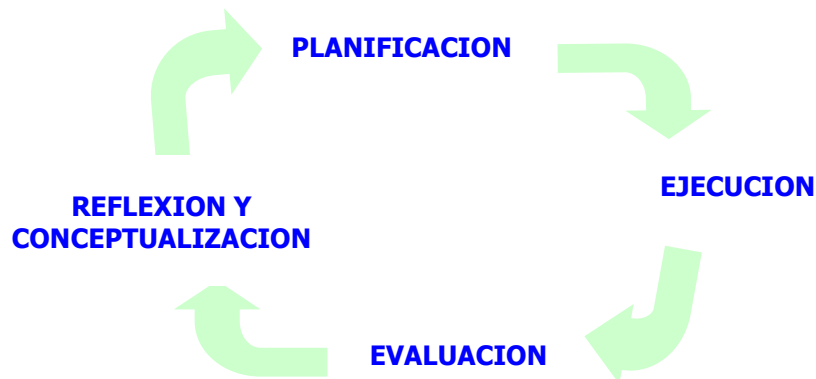 PLANIFICACION
EJECUCION
REFLEXION Y
CONCEPTUALIZACION
EVALUACION